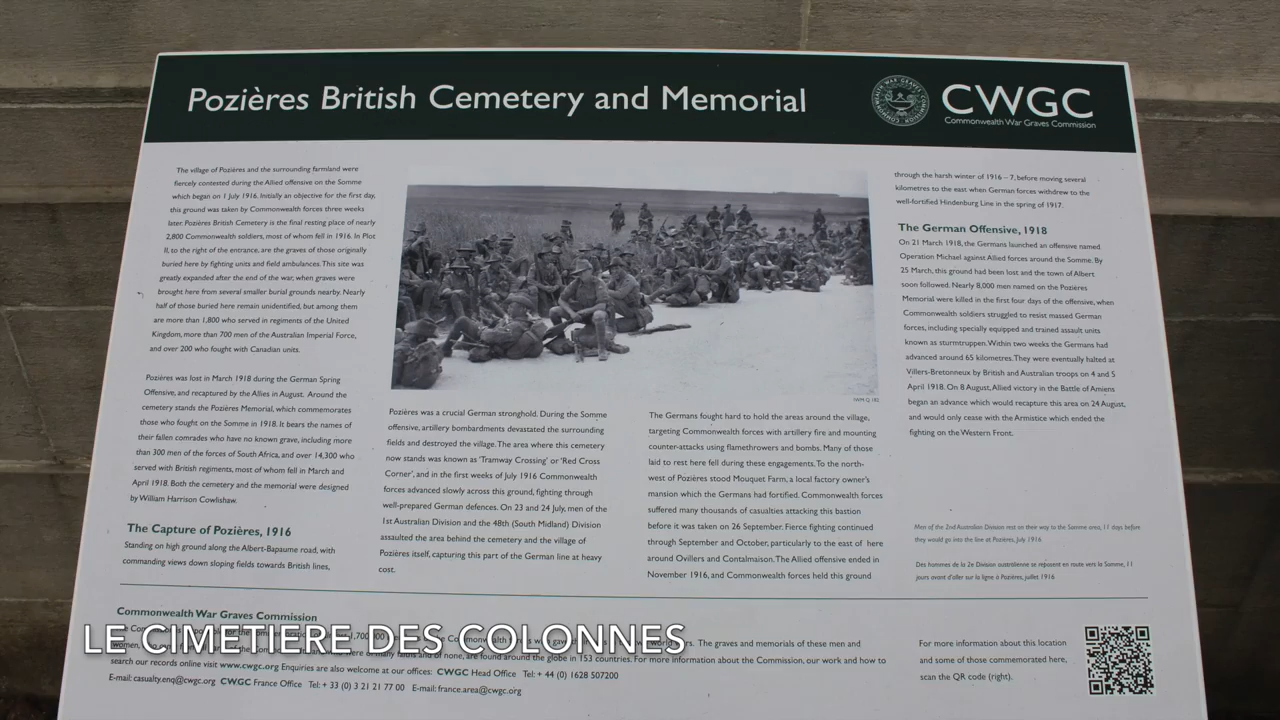 Pozières British Cemetery and Memorial
COMMONWEALTH WAR GRAVES COMMISSION
CWGC
Commonwealth War Graves Commission
The village of Pozières and the surrounding farmland were
fiercely contested during the Allied offensive on the Somme
which began on 1 July 1916. Initially an objective for the first day,
this ground was taken by Commonwealth forces three weeks
later. Pozières British Cemetery is the final resting place of nearly
2,800 Commonwealth soldiers, most of whom fell in 1916. In Plot
II, to the right of the entrance, are the graves of those originally
buried here by fighting units and field ambulances. This site was
greatly expanded after the end of the war, when graves were
brought here from several smaller burial grounds nearby. Nearly
half of those buried here remain unidentified, but among them
are more than 1,800 who served in regiments of the United
Kingdom, more than 700 men of the Australian Imperial Force,
and over 200 who fought with Canadian units.
Pozières was lost in March 1918 during the German Spring
Offensive, and recaptured by the Allies in August. Around the
cemetery stands the Pozières Memorial, which commemorates
those who fought on the Somme in 1918. It bears the names of
their fallen comrades who have no known grave, including more
than 300 men of the forces of South Africa, and over 14,300 who
served with British regiments, most of whom fell in March and
April 1918. Both the cemetery and the memorial were designed
by William Harrison Cowlishaw.
The Capture of Pozières, 1916
Standing on high ground along the Albert-Bapaume road, with
commanding views down sloping fields towards British lines,
IWM Q 182
Pozières was a crucial German stronghold. During the Somme
offensive, artillery bombardments devastated the surrounding
fields and destroyed the village. The area where this cemetery
now stands was known as 'Tramway Crossing' or 'Red Cross
Corner', and in the first weeks of July 1916 Commonwealth
forces advanced slowly across this ground, fighting through
well-prepared German defences. On 23 and 24 July, men of the
1st Australian Division and the 48th (South Midland) Division
assaulted the area behind the cemetery and the village of
Pozières itself, capturing this part of the German line at heavy
cost.
The Germans fought hard to hold the areas around the village,
targeting Commonwealth forces with artillery fire and mounting
counter-attacks using flamethrowers and bombs. Many of those
laid to rest here fell during these engagements. To the north-
west of Pozières stood Mouquet Farm, a local factory owner's
mansion which the Germans had fortified. Commonwealth forces
suffered many thousands of casualties attacking this bastion
before it was taken on 26 September. Fierce fighting continued
through September and October, particularly to the east of here
around Ovillers and Contalmaison. The Allied offensive ended in
November 1916, and Commonwealth forces held this ground
through the harsh winter of 1916 – 7, before moving several
kilometres to the east when German forces withdrew to the
well-fortified Hindenburg Line in the spring of 1917.
The German Offensive, 1918
On 21 March 1918, the Germans launched an offensive named
Operation Michael against Allied forces around the Somme. By
25 March, this ground had been lost and the town of Albert
soon followed. Nearly 8,000 men named on the Pozières
Memorial were killed in the first four days of the offensive, when
Commonwealth soldiers struggled to resist massed German
forces, including specially equipped and trained assault units
known as sturmtruppen. Within two weeks the Germans had
advanced around 65 kilometres. They were eventually halted at
Villers-Bretonneux by British and Australian troops on 4 and 5
April 1918. On 8 August, Allied victory in the Battle of Amiens
began an advance which would recapture this area on 24 August,
and would only cease with the Armistice which ended the
fighting on the Western Front.
Men of the 2nd Australian Division rest on their way to the Somme area, 11 days before
they would go into the line at Pozières, July 1916
Des hommes de la 2e Division australienne se reposent en route vers la Somme, 11
jours avant d'aller sur la ligne à Pozières, juillet 1916
Commonwealth War Graves Commission
The graves and memorials of these men and
women, are found around the globe in 153 countries. For more information about the Commission, our work and how to
search our records online visit www.cwgc.org Enquiries are also welcome at our offices: CWGC Head Office Tel: + 44 (0) 1628 507200
E-mail: casualty.enq@cwgc.org CWGC France Office Tel: + 33 (0) 3 21 21 77 00 E-mail: france.area@cwgc.org
For more information about this location
and some of those commemorated here,
scan the QR code (right).
LE CIMETIERE DES COLONNES